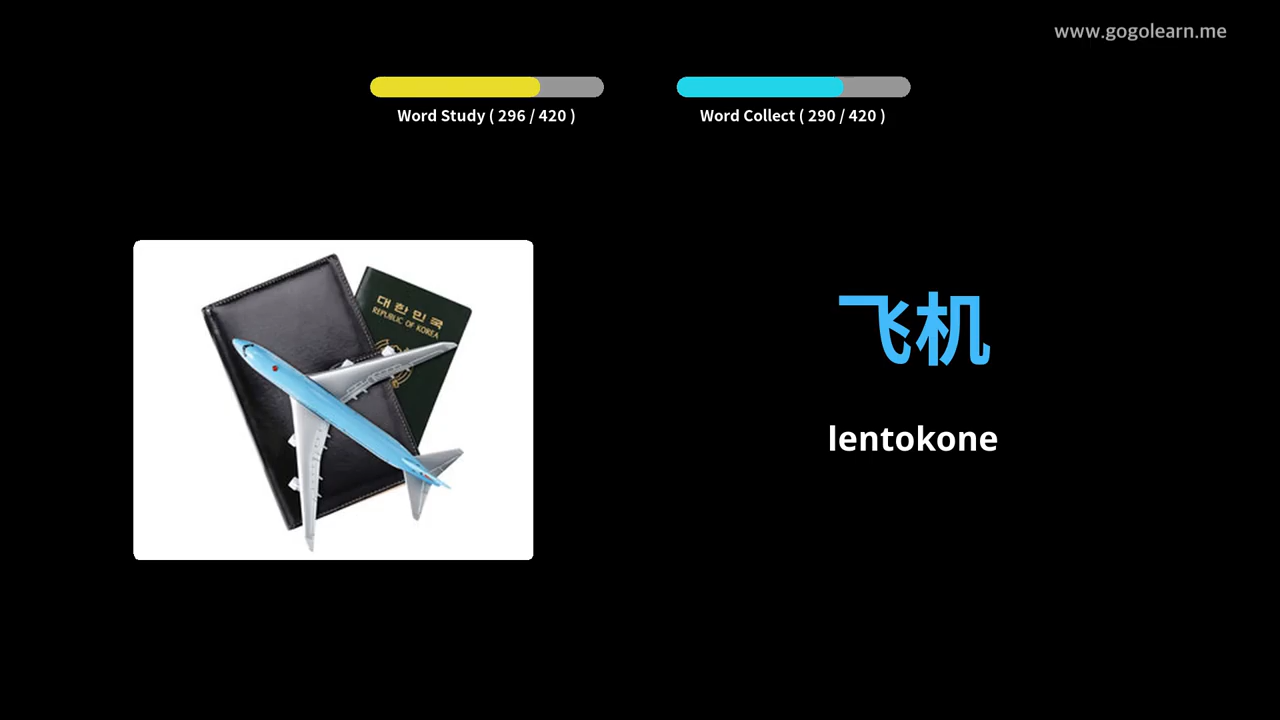 www.gogolearn.me
Word Study ( 296 / 420 )
Word Collect ( 290 / 420 )
대한민국
REPUBLIC OF KOREA
飞机
lentokone